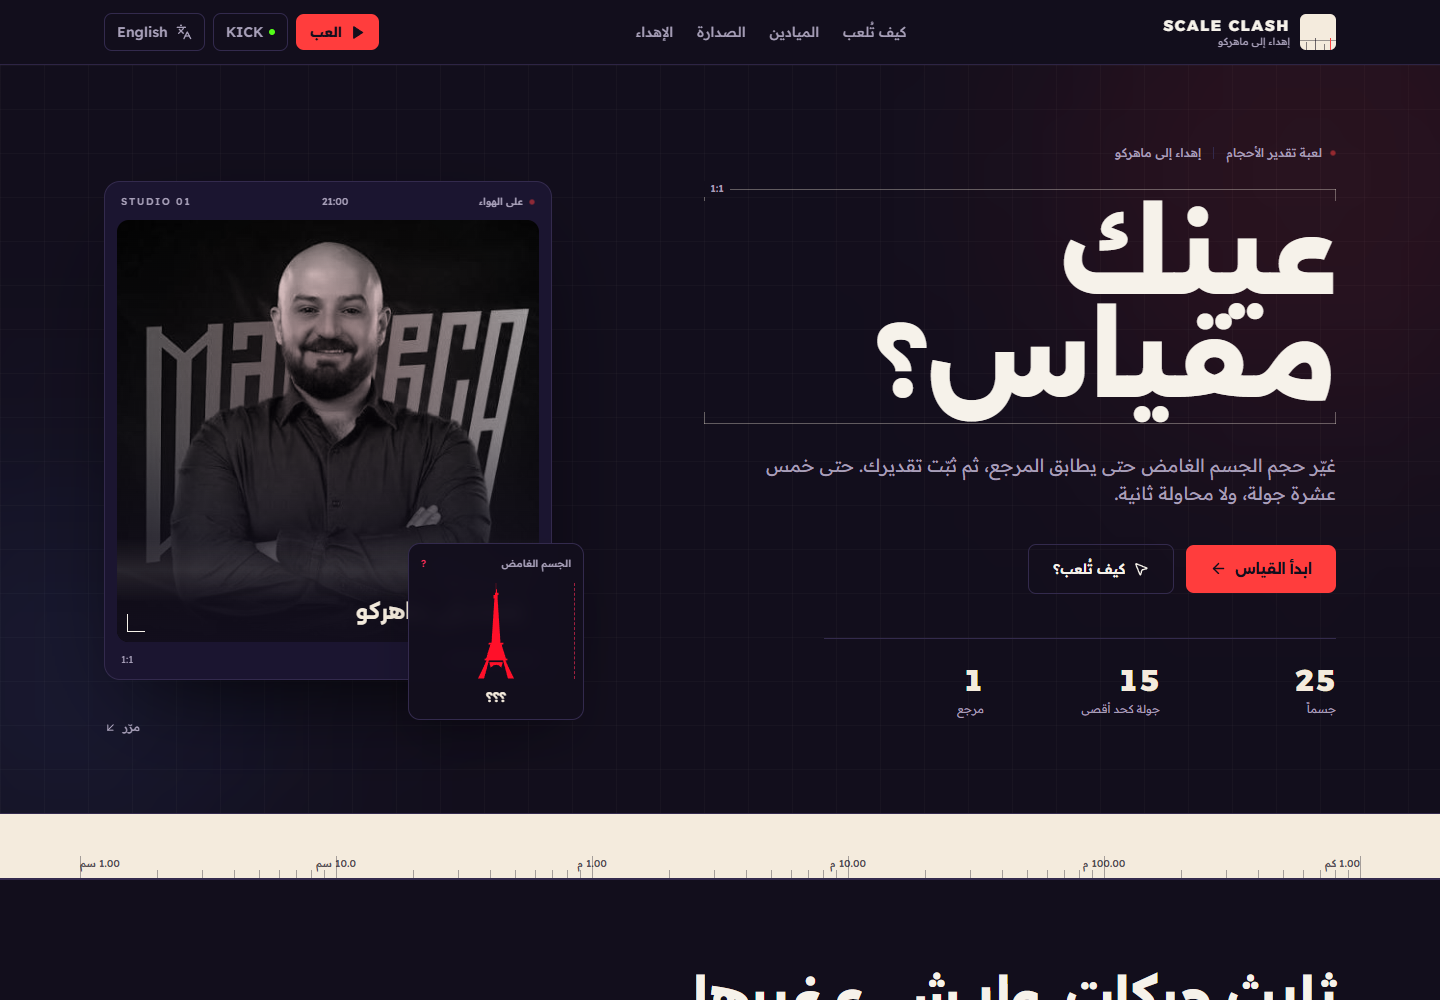 SCALE CLASH
إهداء إلى ماهركو
كيف تُلعب
الميادين
الصدارة
الإهداء
العب
KICK
English
لعبة تقدير الأحجام
إهداء إلى ماهركو
1:1
عينك
مقياس؟
غيّر حجم الجسم الغامض حتى يطابق المرجع، ثم ثبّت تقديرك. حتى خمس
عشرة جولة، ولا محاولة ثانية.
ابدأ القياس
كيف تُلعب؟
25
جسماً
15
جولة كحد أقصى
1
مرجع
على الهواء
21:00
STUDIO 01
الجسم الغامض
?
؟؟؟
1:1
مرّر
1.00 سم
10.0 سم
1.00 م
10.00 م
100.00 م
1.00 كم